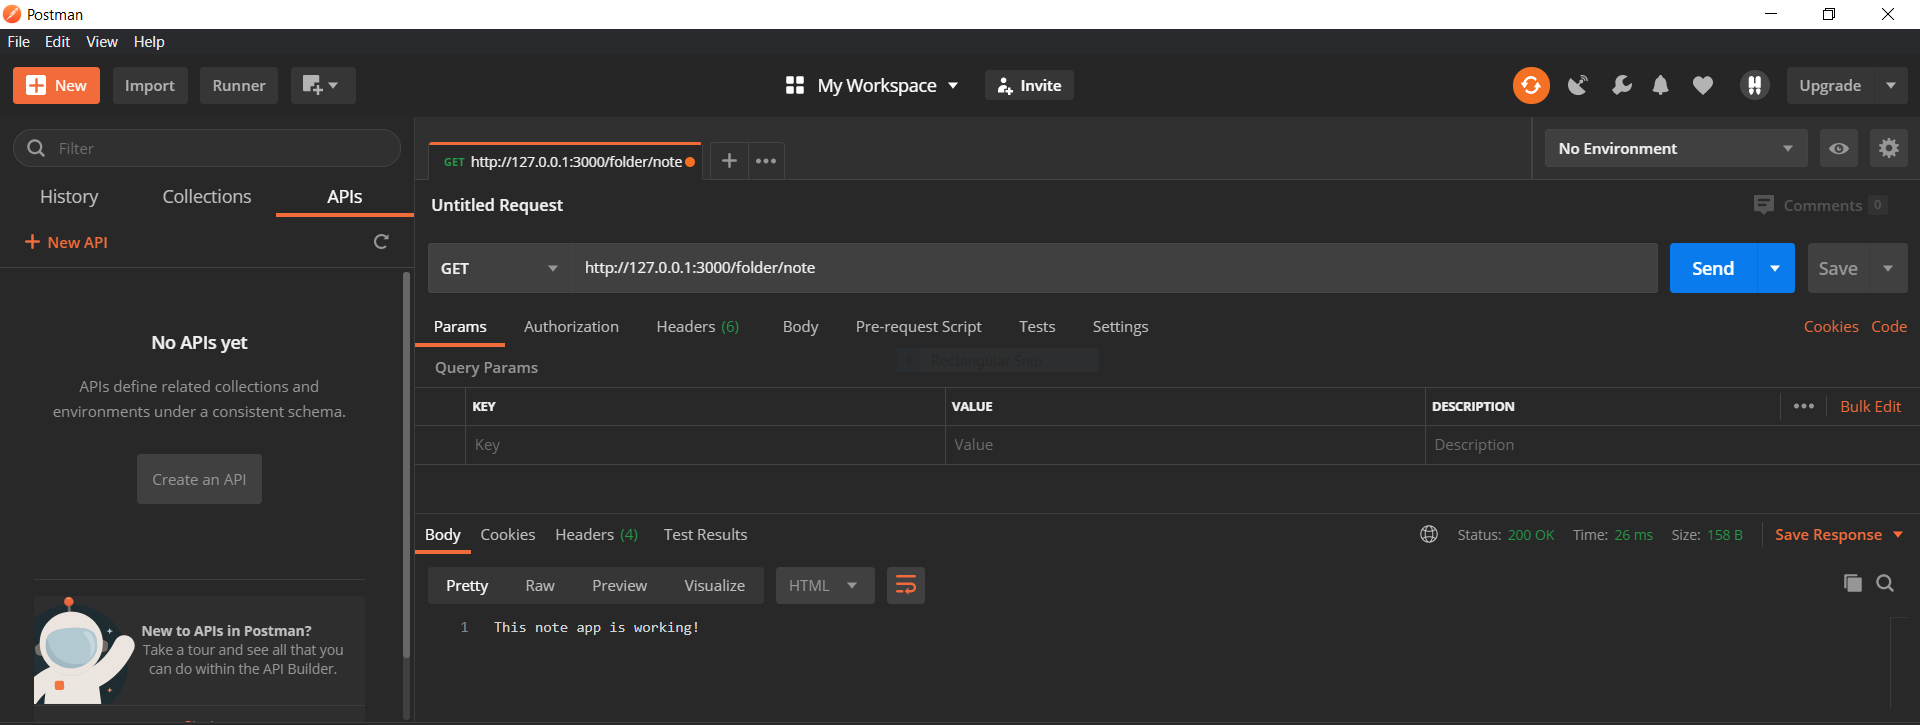 Postman
File Edit View Help
New Import Runner My Workspace Invite Upgrade
Filter
History Collections APIs
New API
No APIs yet
APIs define related collections and
environments under a consistent schema.
Create an API
New to APIs in Postman?
Take a tour and see all that you
can do within the API Builder.
GET http://127.0.0.1:3000/folder/note
No Environment
Untitled Request
Comments 0
GET http://127.0.0.1:3000/folder/note Send Save
Params Authorization Headers (6) Body Pre-request Script Tests Settings Cookies Code
Rectangular Snip
Query Params
KEY VALUE DESCRIPTION Bulk Edit
Key Value Description
Body Cookies Headers (4) Test Results Status: 200 OK Time: 26 ms Size: 158 B Save Response
Pretty Raw Preview Visualize HTML
1 This note app is working!